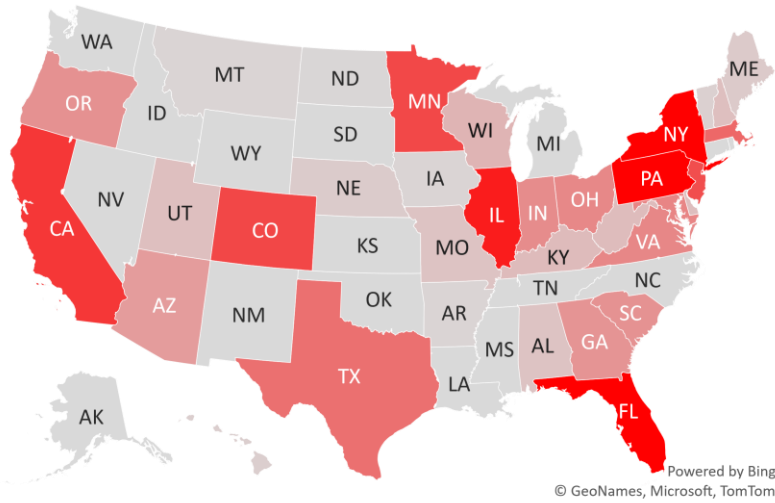 WA
MT
ND
MN
ME
OR
ID
SD
WI
MI
NY
WY
IA
PA
NE
NV
UT
CO
IL
IN
OH
CA
KS
MO
KY
VA
AZ
NM
OK
AR
TN
NC
SC
TX
MS
AL
GA
LA
AK
FL
Powered by Bing
© GeoNames, Microsoft, TomTom